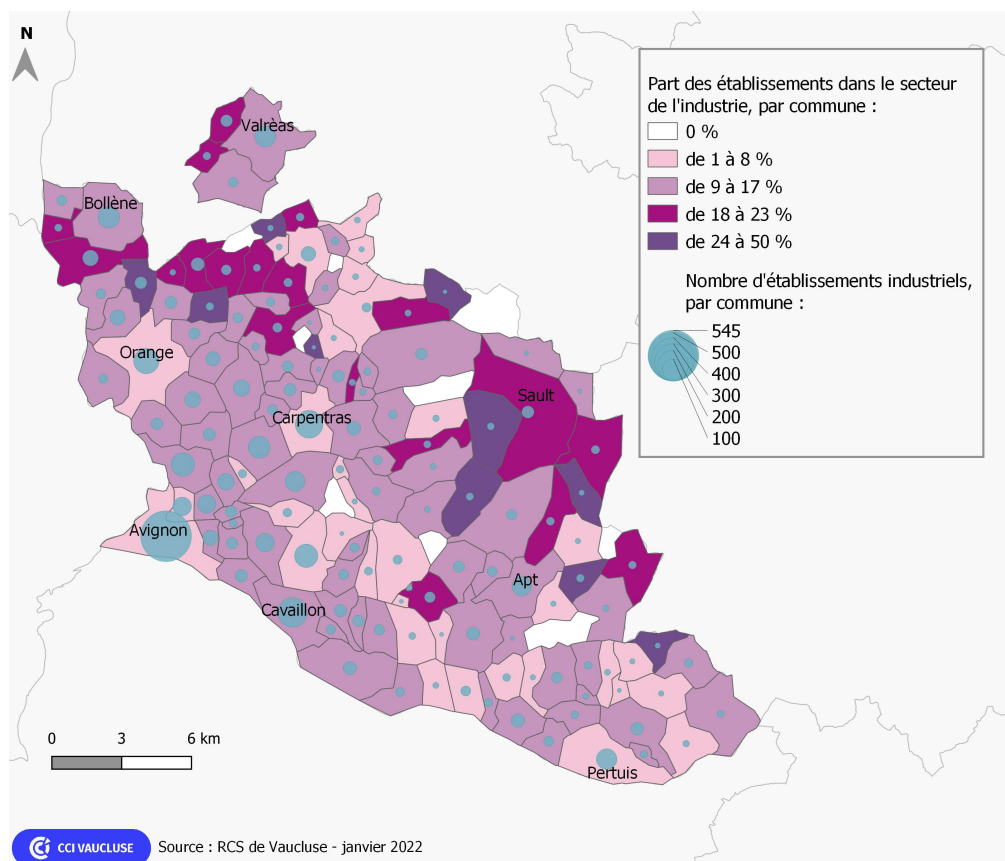 N
Part des établissements dans le secteur
de l'industrie, par commune :
0 %
de 1 à 8 %
de 9 à 17 %
de 18 à 23 %
de 24 à 50 %
Nombre d'établissements industriels,
par commune :
545
500
400
300
200
100
Valrèas
Bollène
Orange
Carpentras
Sault
Avignon
Apt
Cavaillon
Pertuis
0 3 6 km
CCI VAUCLUSE
Source : RCS de Vaucluse - janvier 2022